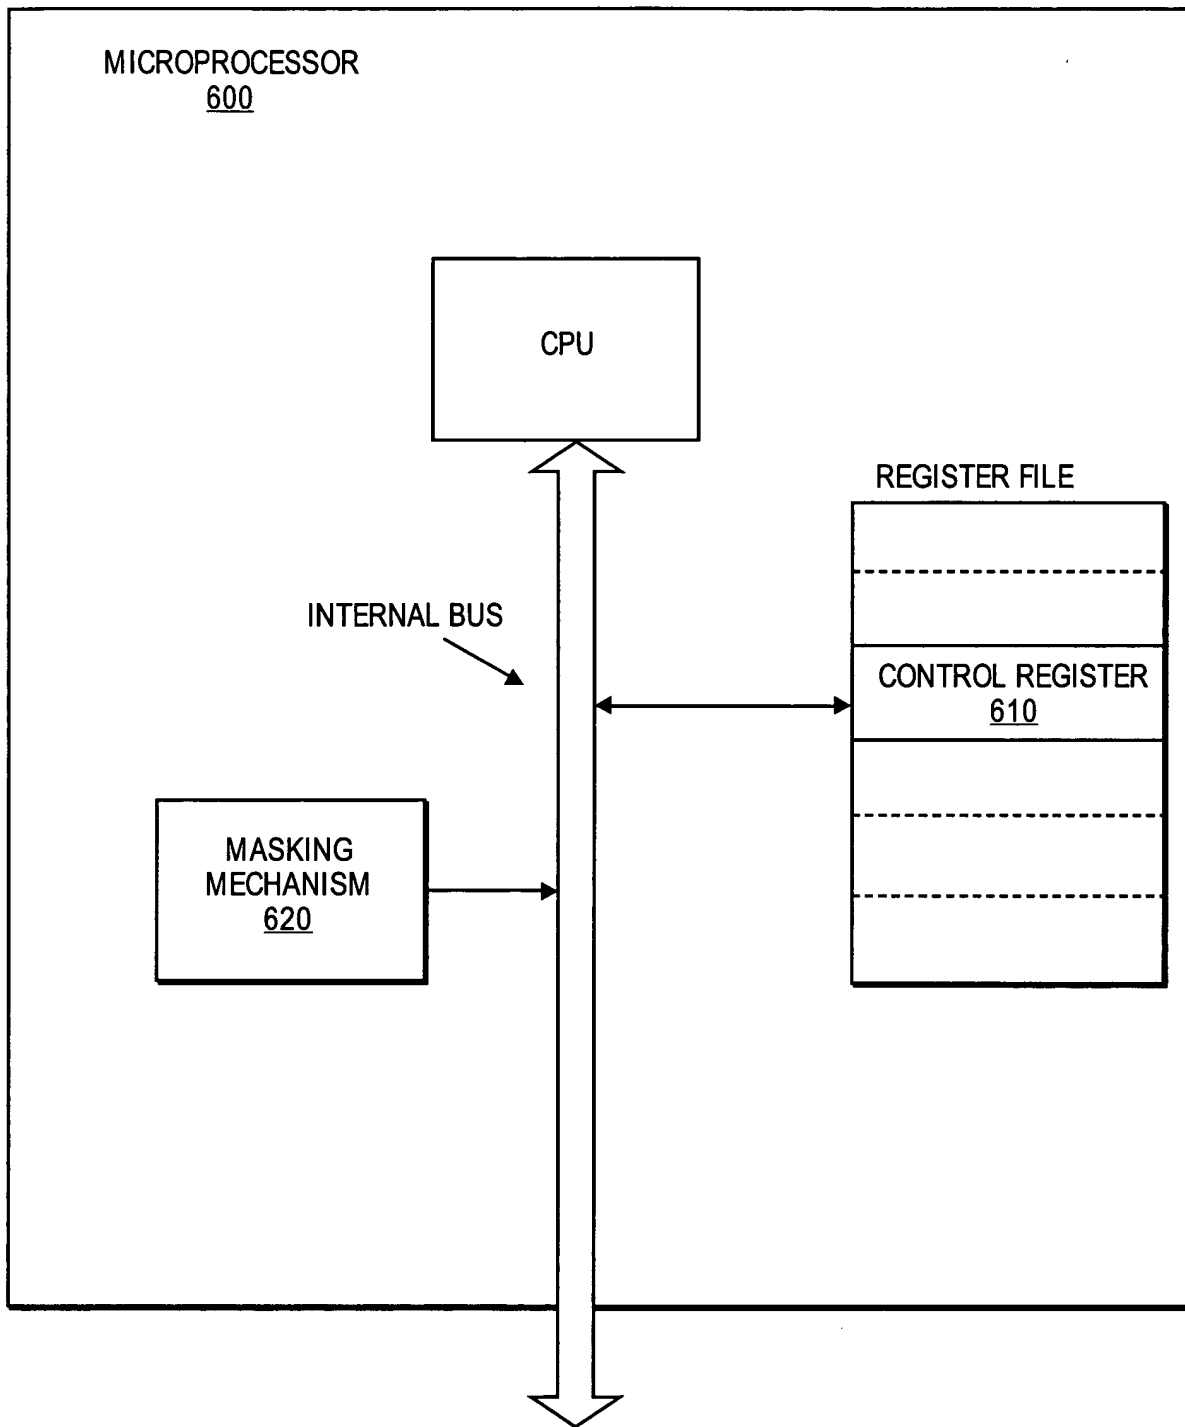 MICROPROCESSOR
600
CPU
REGISTER FILE
INTERNAL BUS
CONTROL REGISTER
610
MASKING
MECHANISM
620